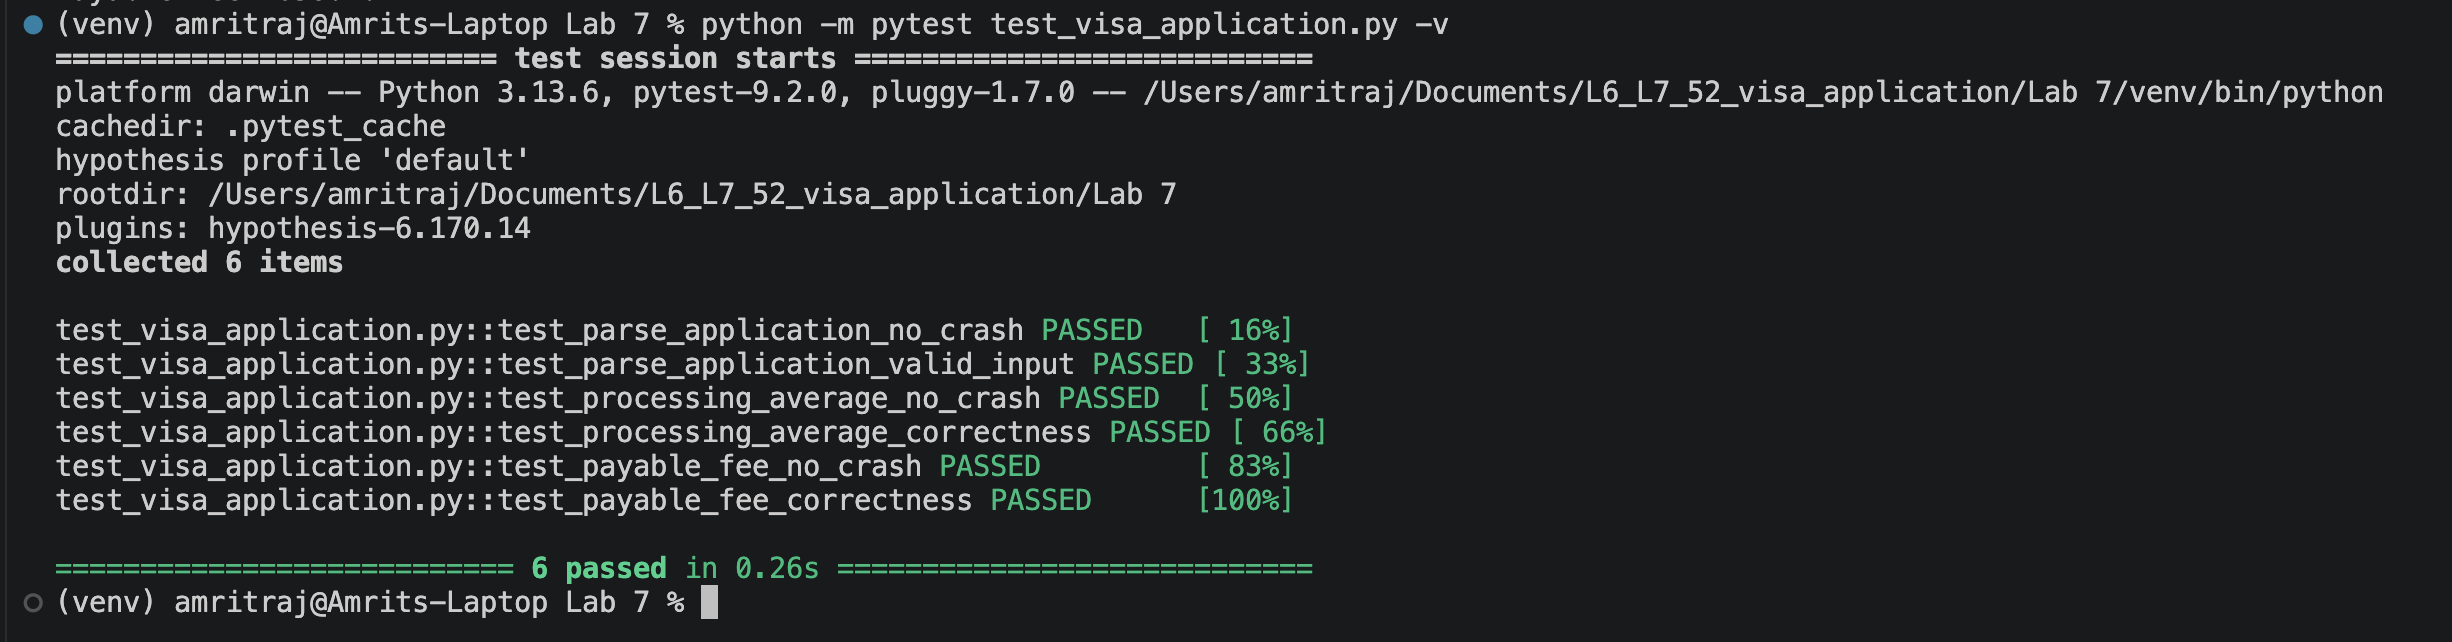 (venv) amritraj@Amrits-Laptop Lab 7 % python -m pytest test_visa_application.py -v
========================== test session starts ===========================
platform darwin -- Python 3.13.6, pytest-9.2.0, pluggy-1.7.0 -- /Users/amritraj/Documents/L6_L7_52_visa_application/Lab 7/venv/bin/python
cachedir: .pytest_cache
hypothesis profile 'default'
rootdir: /Users/amritraj/Documents/L6_L7_52_visa_application/Lab 7
plugins: hypothesis-6.170.14
collected 6 items

test_visa_application.py::test_parse_application_no_crash PASSED   [ 16%]
test_visa_application.py::test_parse_application_valid_input PASSED [ 33%]
test_visa_application.py::test_processing_average_no_crash PASSED  [ 50%]
test_visa_application.py::test_processing_average_correctness PASSED [ 66%]
test_visa_application.py::test_payable_fee_no_crash PASSED         [ 83%]
test_visa_application.py::test_payable_fee_correctness PASSED      [100%]

=========================== 6 passed in 0.26s ============================
(venv) amritraj@Amrits-Laptop Lab 7 %